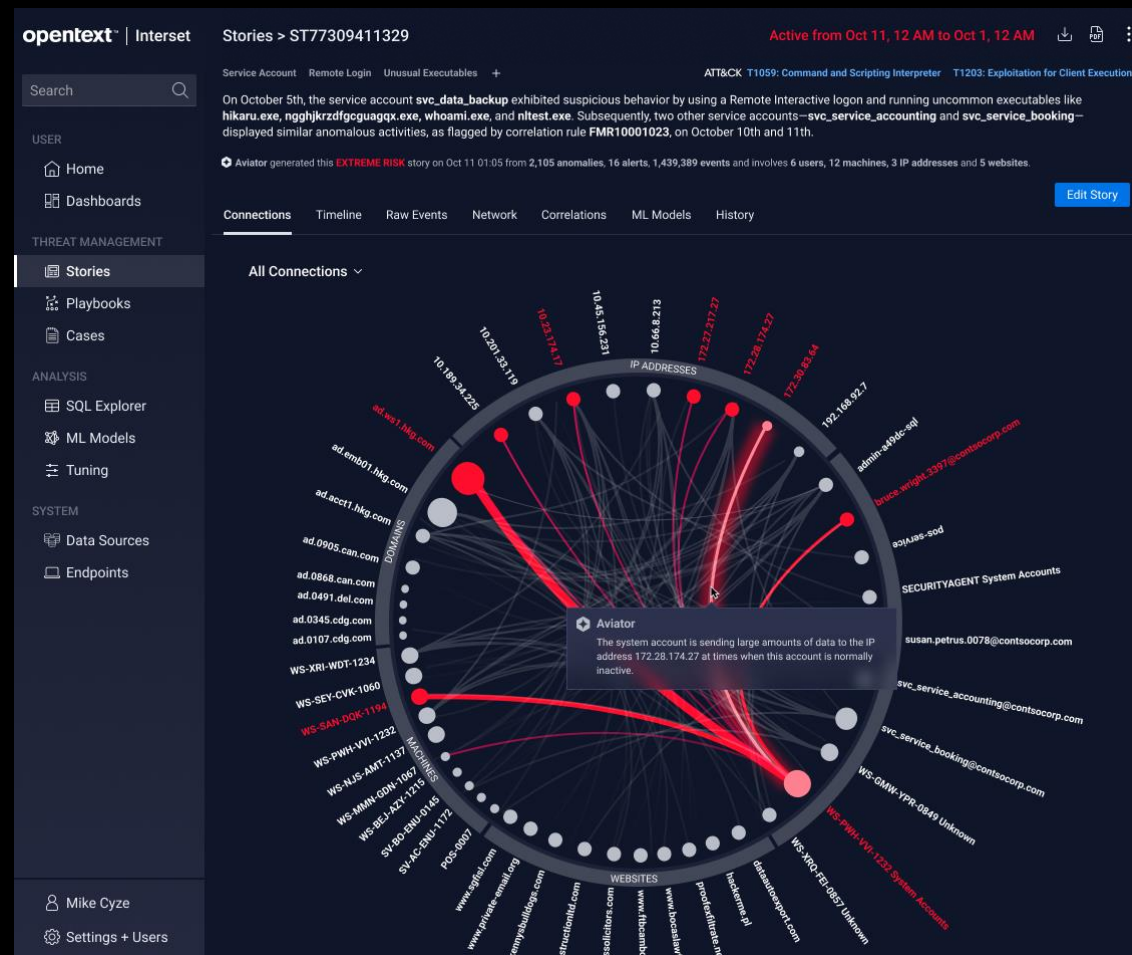 opentext™ | Interset
Stories > ST77309411329
Active from Oct 11, 12 AM to Oct 1, 12 AM
PDF
Search
Service Account Remote Login Unusual Executables +
ATT&CK T1059: Command and Scripting Interpreter T1203: Exploitation for Client Execution
On October 5th, the service account svc_data_backup exhibited suspicious behavior by using a Remote Interactive logon and running uncommon executables like
hikaru.exe, ngghjkrzdfgcguagqx.exe, whoami.exe, and nltest.exe. Subsequently, two other service accounts—svc_service_accounting and svc_service_booking—
displayed similar anomalous activities, as flagged by correlation rule FMR10001023, on October 10th and 11th.
Aviator generated this EXTREME RISK story on Oct 11 01:05 from 2,105 anomalies, 16 alerts, 1,439,389 events and involves 6 users, 12 machines, 3 IP addresses and 5 websites.
Edit Story
USER
Home
Dashboards
THREAT MANAGEMENT
Stories
Playbooks
Cases
ANALYSIS
SQL Explorer
ML Models
Tuning
SYSTEM
Data Sources
Endpoints
Mike Cyze
Settings + Users
Connections Timeline Raw Events Network Correlations ML Models History
All Connections
IP ADDRESSES
10.189.34.225
10.201.33.119
10.23.174.17
10.45.156.231
10.66.8.213
172.27.217.27
172.28.174.27
172.30.83.64
192.168.92.7
admin-a49dc-sql
bruce.wright.3397@contsocorp.com
pos-service
SECURITYAGENT System Accounts
susan.petrus.0078@contsocorp.com
svc_service_accounting@contsocorp.com
svc_service_booking@contsocorp.com
WS-GMW-YPR-0849 Unknown
WS-PWH-VVI-1232 System Accounts
WS-XRQ-FEI-0857 Unknown
Aviator
The system account is sending large amounts of data to the IP
address 172.28.174.27 at times when this account is normally
inactive.
DOMAINS
ad.ws1.hkg.com
ad.emb01.hkg.com
ad.acct1.hkg.com
ad.0905.can.com
ad.0868.can.com
ad.0491.del.com
ad.0345.cdg.com
ad.0107.cdg.com
MACHINES
WS-XRI-WDT-1234
WS-SEY-CVK-1060
WS-SAN-DQK-1194
WS-PWH-VVI-1232
WS-NJS-AMT-1137
WS-MMN-GDN-1067
WS-BEJ-AZY-1215
SV-BO-ENU-0145
SV-AC-ENU-1172
POS-0007
WEBSITES
www.sgfisl.com
www.private-email.org
ennysbulldogs.com
structionltd.com
ssolicitors.com
www.ftbcamb
www.bocaslaw
proofexfiltrate.ne
hackerme.pl
dataautoexport.com